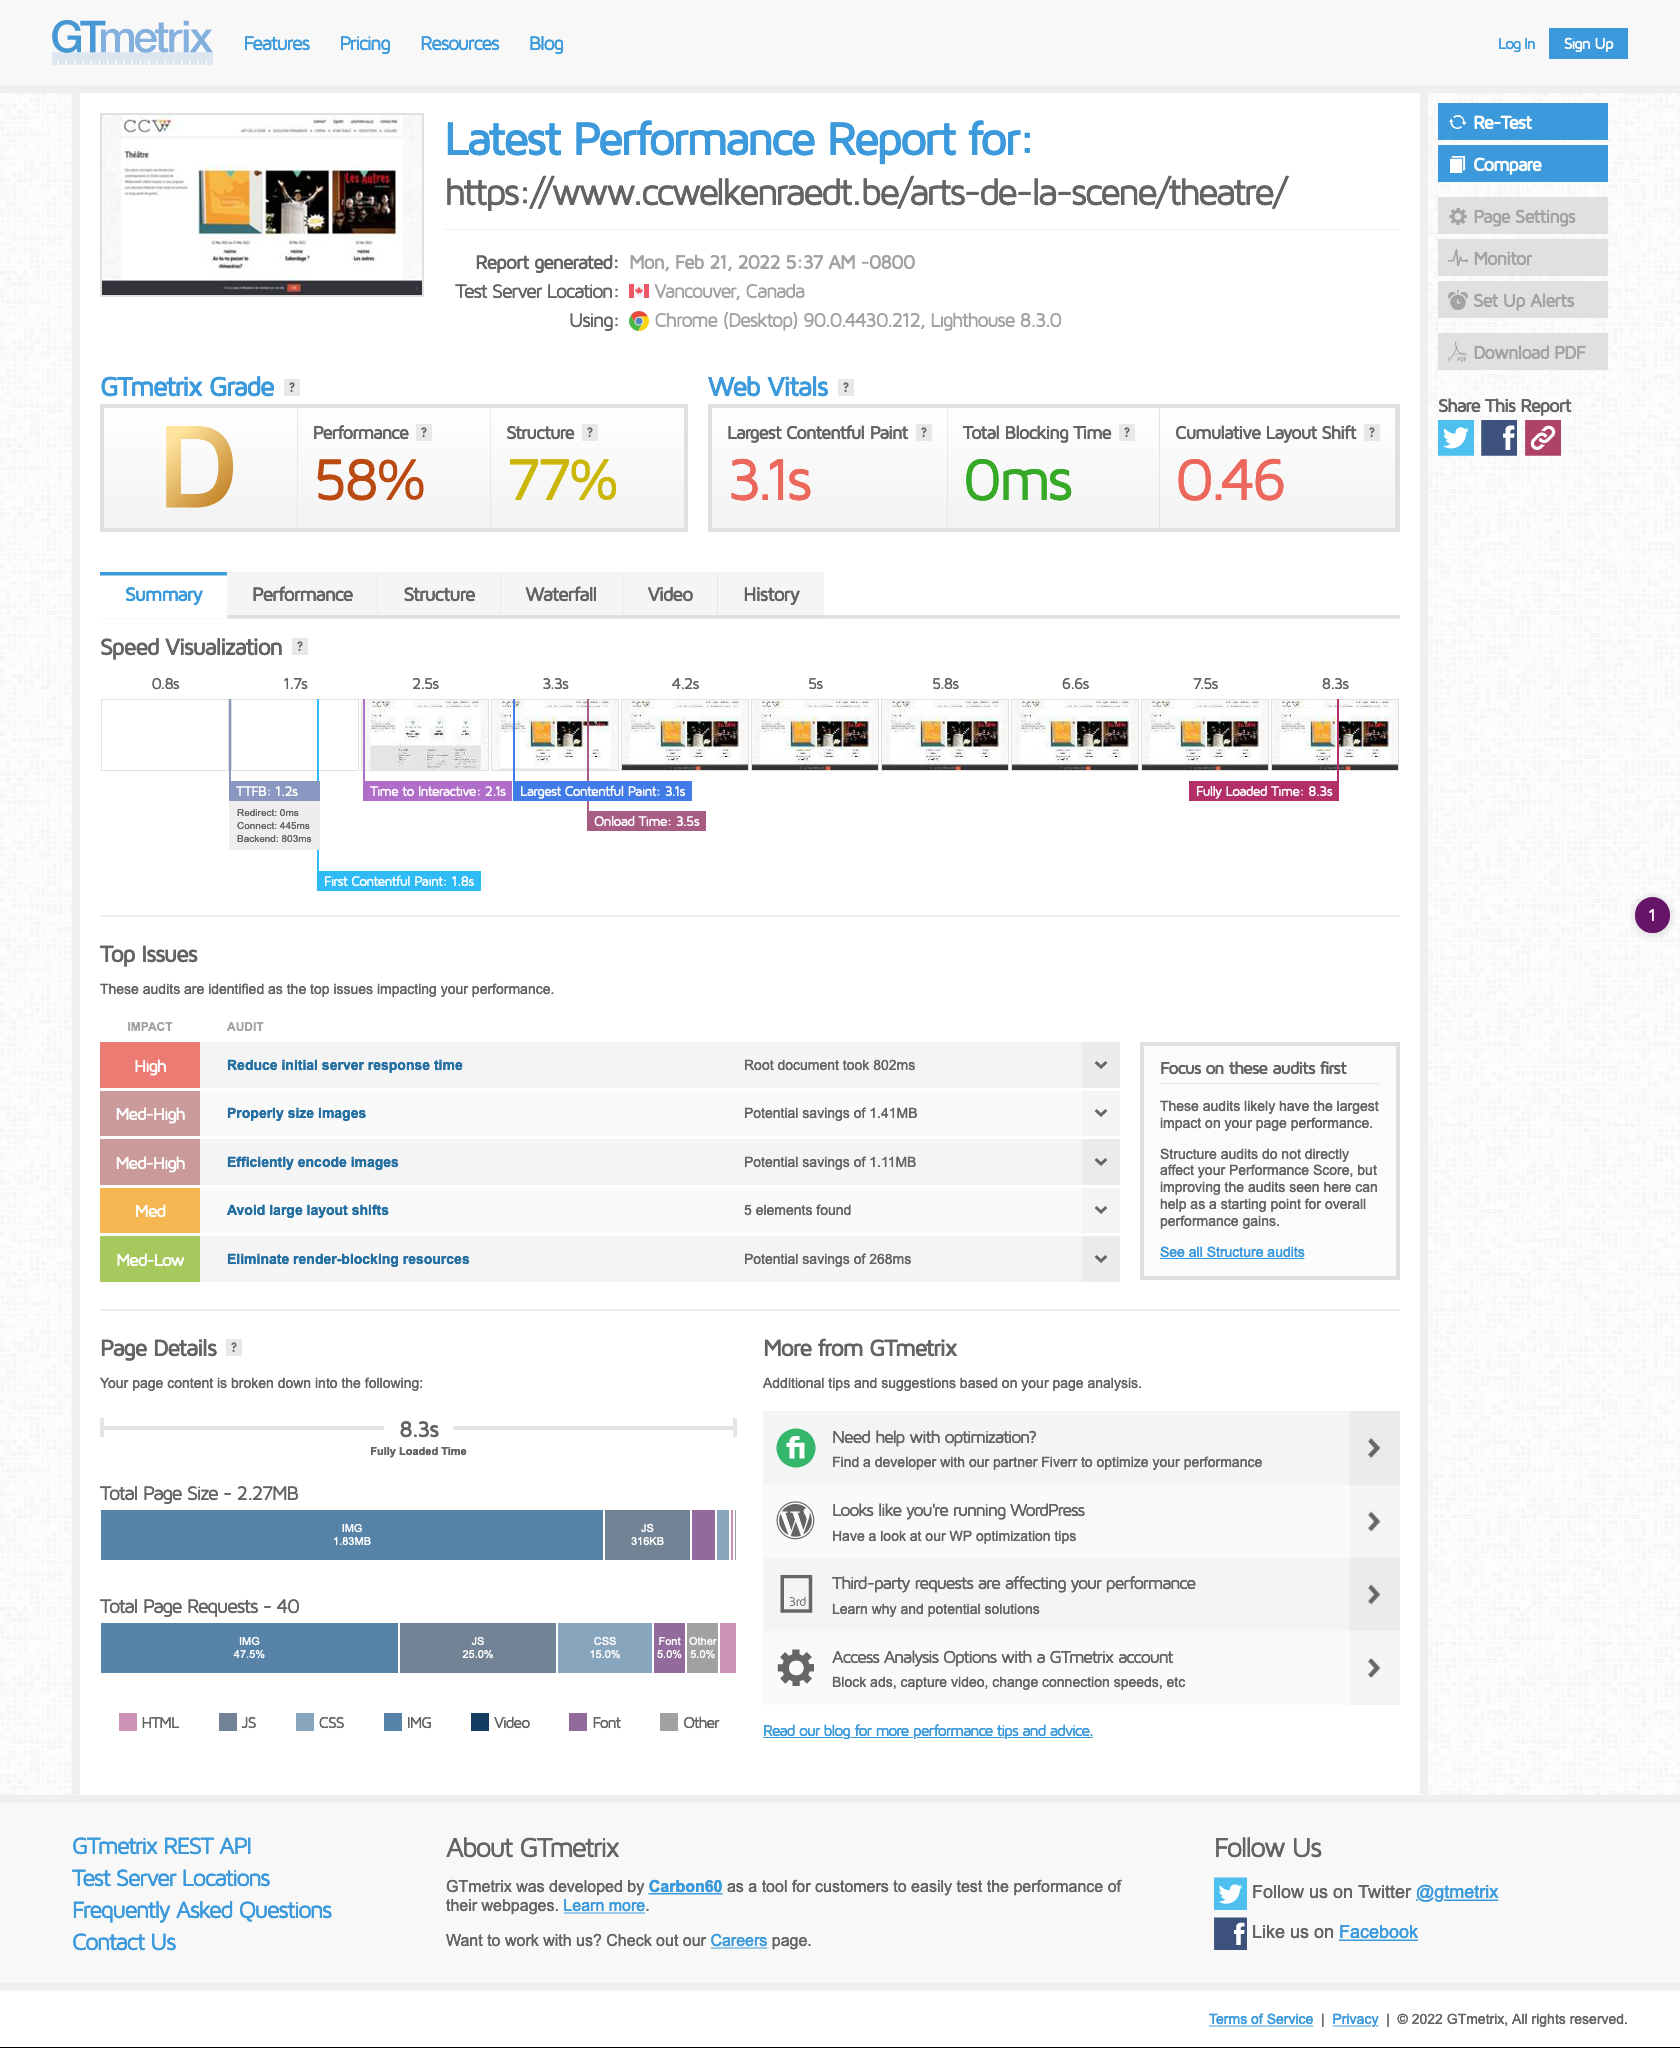 GTmetrix
Features
Pricing
Resources
Blog
Log In
Sign Up
CCW
Théâtre
Les Autres
Latest Performance Report for:
https://www.ccwelkenraedt.be/arts-de-la-scene/theatre/
Report generated: Mon, Feb 21, 2022 5:37 AM -0800
Test Server Location: Vancouver, Canada
Using: Chrome (Desktop) 90.0.4430.212, Lighthouse 8.3.0
Re-Test
Compare
Page Settings
Monitor
Set Up Alerts
Download PDF
Share This Report
GTmetrix Grade ?
D
Performance ?
58%
Structure ?
77%
Web Vitals ?
Largest Contentful Paint ?
3.1s
Total Blocking Time ?
0ms
Cumulative Layout Shift ?
0.46
Summary
Performance
Structure
Waterfall
Video
History
Speed Visualization ?
0.8s 1.7s 2.5s 3.3s 4.2s 5s 5.8s 6.6s 7.5s 8.3s
TTFB: 1.2s
Redirect: 0ms
Connect: 445ms
Backend: 803ms
Time to Interactive: 2.1s
Largest Contentful Paint: 3.1s
Fully Loaded Time: 8.3s
Onload Time: 3.5s
First Contentful Paint: 1.8s
1
Top Issues
These audits are identified as the top issues impacting your performance.
IMPACT AUDIT
High Reduce initial server response time Root document took 802ms
Med-High Properly size images Potential savings of 1.41MB
Med-High Efficiently encode images Potential savings of 1.11MB
Med Avoid large layout shifts 5 elements found
Med-Low Eliminate render-blocking resources Potential savings of 268ms
Focus on these audits first
These audits likely have the largest
impact on your page performance.
Structure audits do not directly
affect your Performance Score, but
improving the audits seen here can
help as a starting point for overall
performance gains.
See all Structure audits
Page Details ?
Your page content is broken down into the following:
8.3s
Fully Loaded Time
Total Page Size - 2.27MB
IMG
1.83MB
JS
316KB
Total Page Requests - 40
IMG
47.5%
JS
25.0%
CSS
15.0%
Font
5.0%
Other
5.0%
HTML JS CSS IMG Video Font Other
More from GTmetrix
Additional tips and suggestions based on your page analysis.
fi
Need help with optimization?
Find a developer with our partner Fiverr to optimize your performance
Looks like you're running WordPress
Have a look at our WP optimization tips
3rd
Third-party requests are affecting your performance
Learn why and potential solutions
Access Analysis Options with a GTmetrix account
Block ads, capture video, change connection speeds, etc
Read our blog for more performance tips and advice.
GTmetrix REST API
Test Server Locations
Frequently Asked Questions
Contact Us
About GTmetrix
GTmetrix was developed by Carbon60 as a tool for customers to easily test the performance of
their webpages. Learn more.
Want to work with us? Check out our Careers page.
Follow Us
Follow us on Twitter @gtmetrix
Like us on Facebook
Terms of Service | Privacy | © 2022 GTmetrix, All rights reserved.